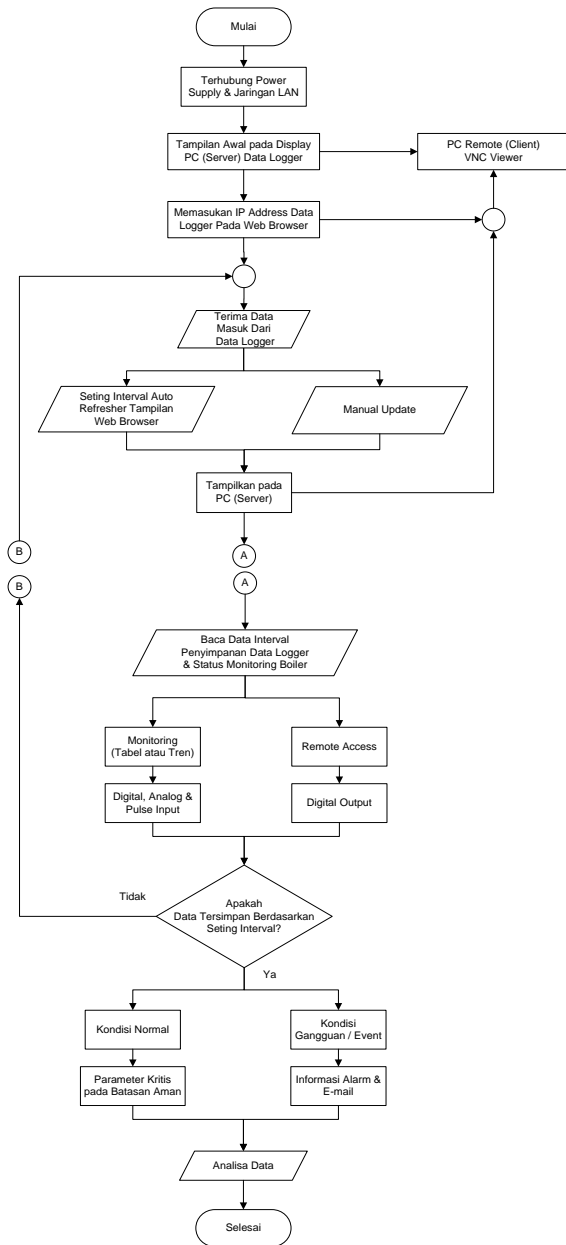 Mulai
Terhubung Power
Supply & Jaringan LAN
Tampilan Awal pada Display
PC (Server) Data Logger
PC Remote (Client)
VNC Viewer
Memasukan IP Address Data
Logger Pada Web Browser
Terima Data
Masuk Dari
Data Logger
Seting Interval Auto
Refresher Tampilan
Web Browser
Manual Update
Tampilkan pada
PC (Server)
B
A
B
A
Baca Data Interval
Penyimpanan Data Logger
& Status Monitoring Boiler
Monitoring
(Tabel atau Tren)
Remote Access
Digital, Analog &
Pulse Input
Digital Output
Tidak
Apakah
Data Tersimpan Berdasarkan
Seting Interval?
Ya
Kondisi Normal
Kondisi
Gangguan / Event
Parameter Kritis
pada Batasan Aman
Informasi Alarm &
E-mail
Analisa Data
Selesai